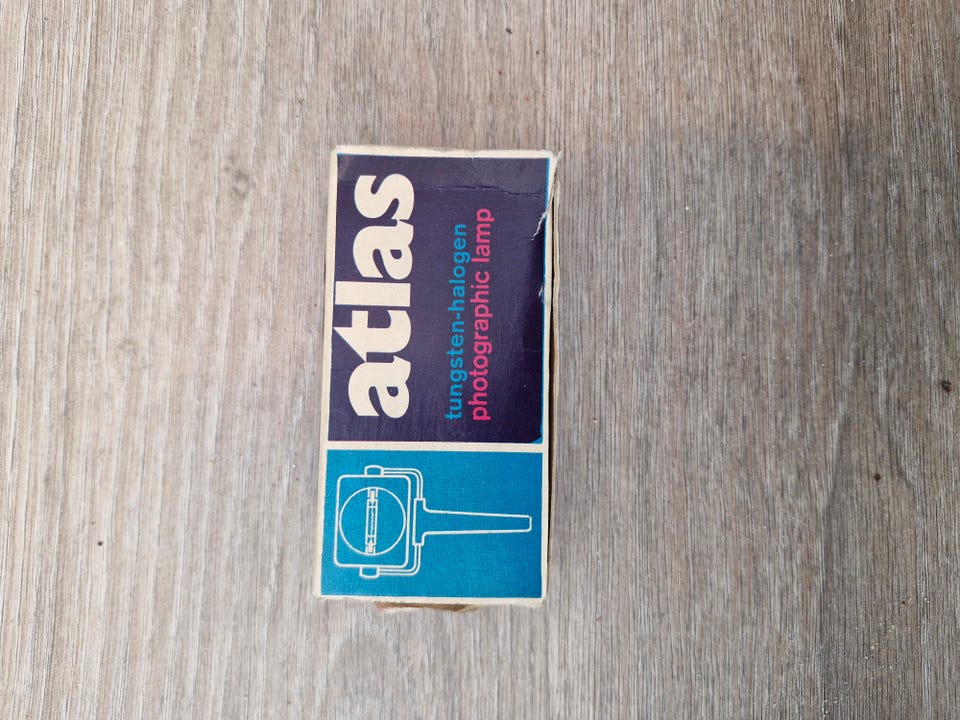 atlas
tungsten-halogen
photographic lamp